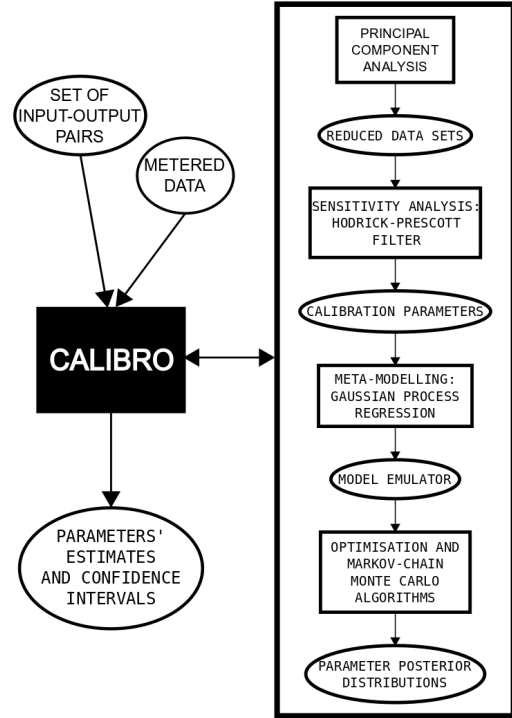 SET OF
INPUT-OUTPUT
PAIRS
METERED
DATA
CALIBRO
PARAMETERS'
ESTIMATES
AND CONFIDENCE
INTERVALS
PRINCIPAL
COMPONENT
ANALYSIS
REDUCED DATA SETS
SENSITIVITY ANALYSIS:
HODRICK-PRESCOTT
FILTER
CALIBRATION PARAMETERS
META-MODELLING:
GAUSSIAN PROCESS
REGRESSION
MODEL EMULATOR
OPTIMISATION AND
MARKOV-CHAIN
MONTE CARLO
ALGORITHMS
PARAMETER POSTERIOR
DISTRIBUTIONS